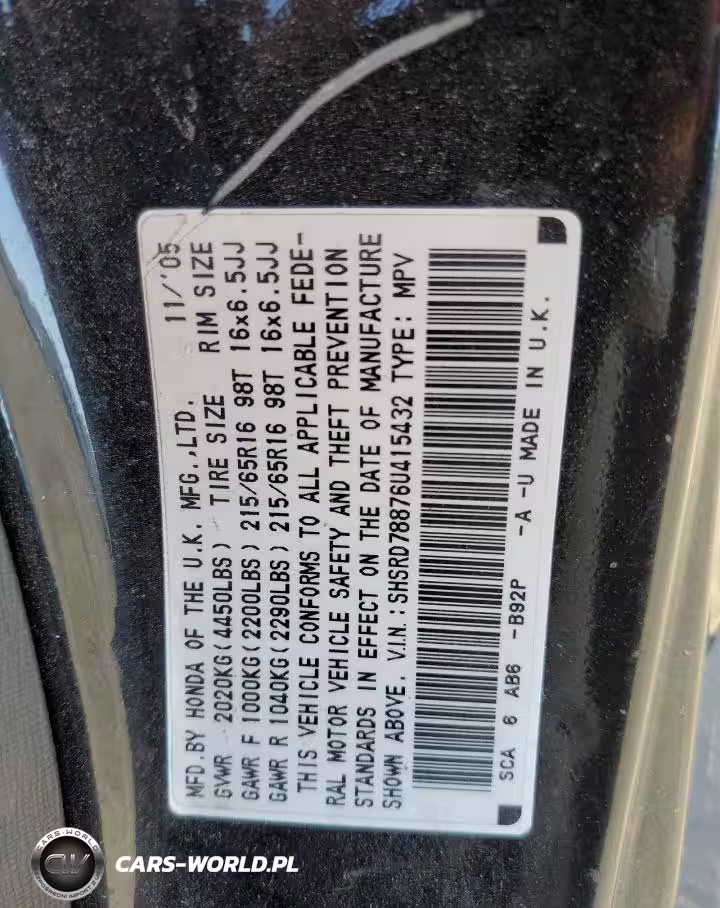 MFD.BY HONDA OF THE U.K. MFG.,LTD. 11/'05
GVWR 2020KG(4450LBS) TIRE SIZE RIM SIZE
GAWR F 1000KG(2200LBS) 215/65R16 98T 16x6.5JJ
GAWR R 1040KG(2290LBS) 215/65R16 98T 16x6.5JJ
THIS VEHICLE CONFORMS TO ALL APPLICABLE FEDE-
RAL MOTOR VEHICLE SAFETY AND THEFT PREVENTION
STANDARDS IN EFFECT ON THE DATE OF MANUFACTURE
SHOWN ABOVE. V.I.N.:SHSRD78876U415432 TYPE: MPV
SCA 6 AB6 -B92P -A -U MADE IN U.K.
CARS-WORLD
CW
CARS-WORLD.PL